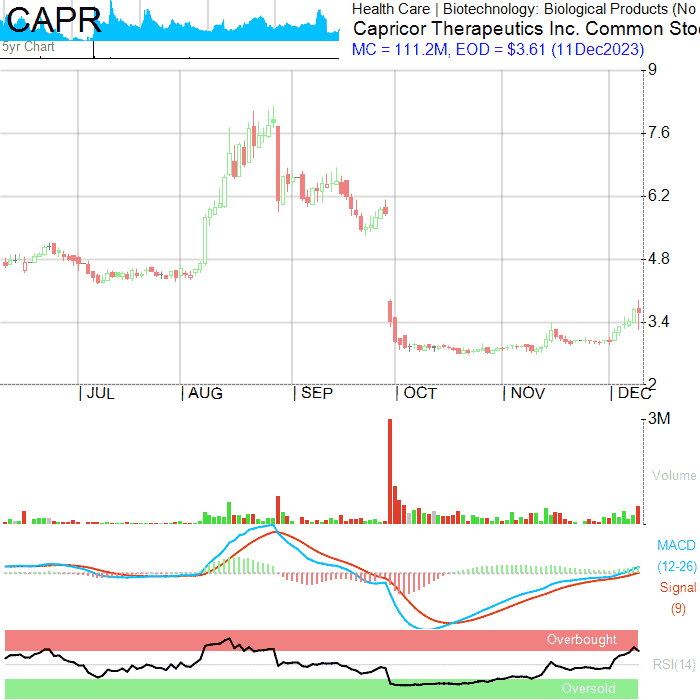 CAPR
5yr Chart
Health Care | Biotechnology: Biological Products (No
Capricor Therapeutics Inc. Common Sto
MC = 111.2M, EOD = $3.61 (11Dec2023)
9
7.6
6.2
4.8
3.4
2
| JUL | AUG | SEP | OCT | NOV | DEC
3M
Volume
MACD
(12-26)
Signal
(9)
Overbought
RSI(14)
Oversold